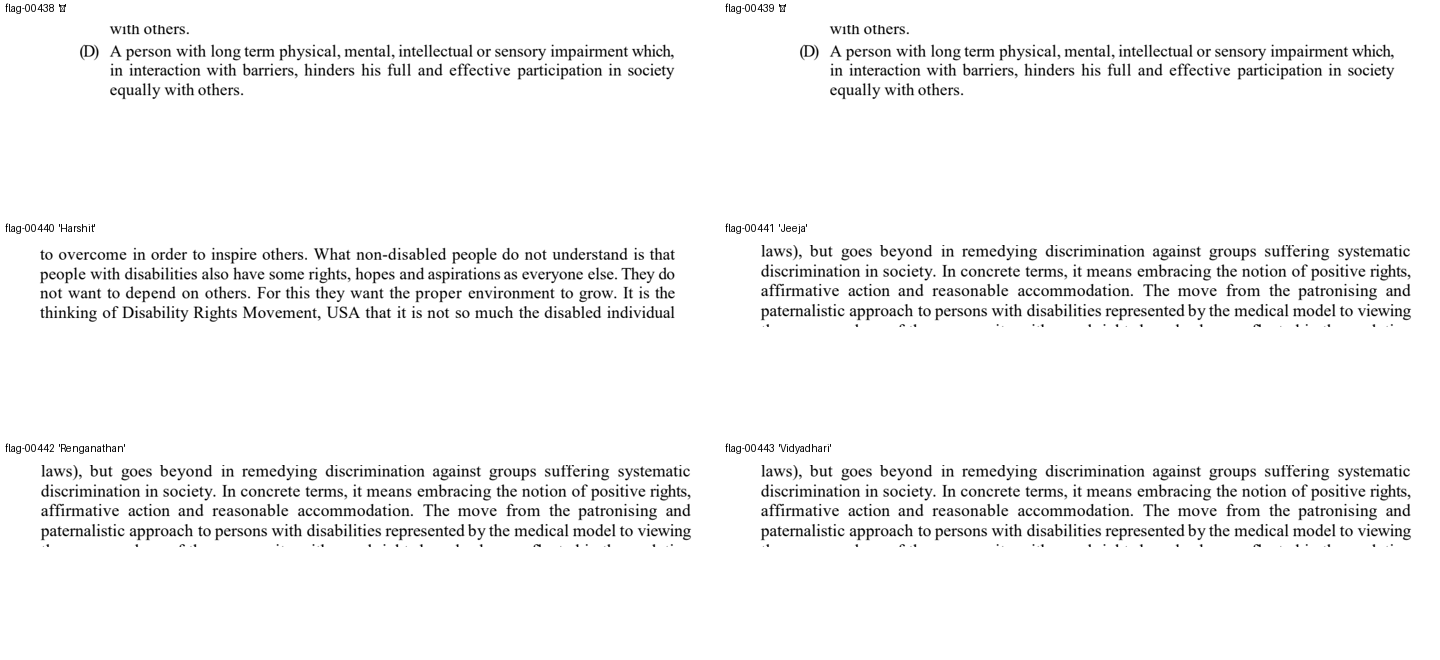 flag-00438
flag-00439
with others.
with others.
(D) A person with long term physical, mental, intellectual or sensory impairment which,
in interaction with barriers, hinders his full and effective participation in society
equally with others.
(D) A person with long term physical, mental, intellectual or sensory impairment which,
in interaction with barriers, hinders his full and effective participation in society
equally with others.
flag-00440 'Harshit'
to overcome in order to inspire others. What non-disabled people do not understand is that
people with disabilities also have some rights, hopes and aspirations as everyone else. They do
not want to depend on others. For this they want the proper environment to grow. It is the
thinking of Disability Rights Movement, USA that it is not so much the disabled individual
flag-00441 'Jeeja'
laws), but goes beyond in remedying discrimination against groups suffering systematic
discrimination in society. In concrete terms, it means embracing the notion of positive rights,
affirmative action and reasonable accommodation. The move from the patronising and
paternalistic approach to persons with disabilities represented by the medical model to viewing
flag-00442 'Renganathan'
laws), but goes beyond in remedying discrimination against groups suffering systematic
discrimination in society. In concrete terms, it means embracing the notion of positive rights,
affirmative action and reasonable accommodation. The move from the patronising and
paternalistic approach to persons with disabilities represented by the medical model to viewing
flag-00443 'Vidyadhari'
laws), but goes beyond in remedying discrimination against groups suffering systematic
discrimination in society. In concrete terms, it means embracing the notion of positive rights,
affirmative action and reasonable accommodation. The move from the patronising and
paternalistic approach to persons with disabilities represented by the medical model to viewing